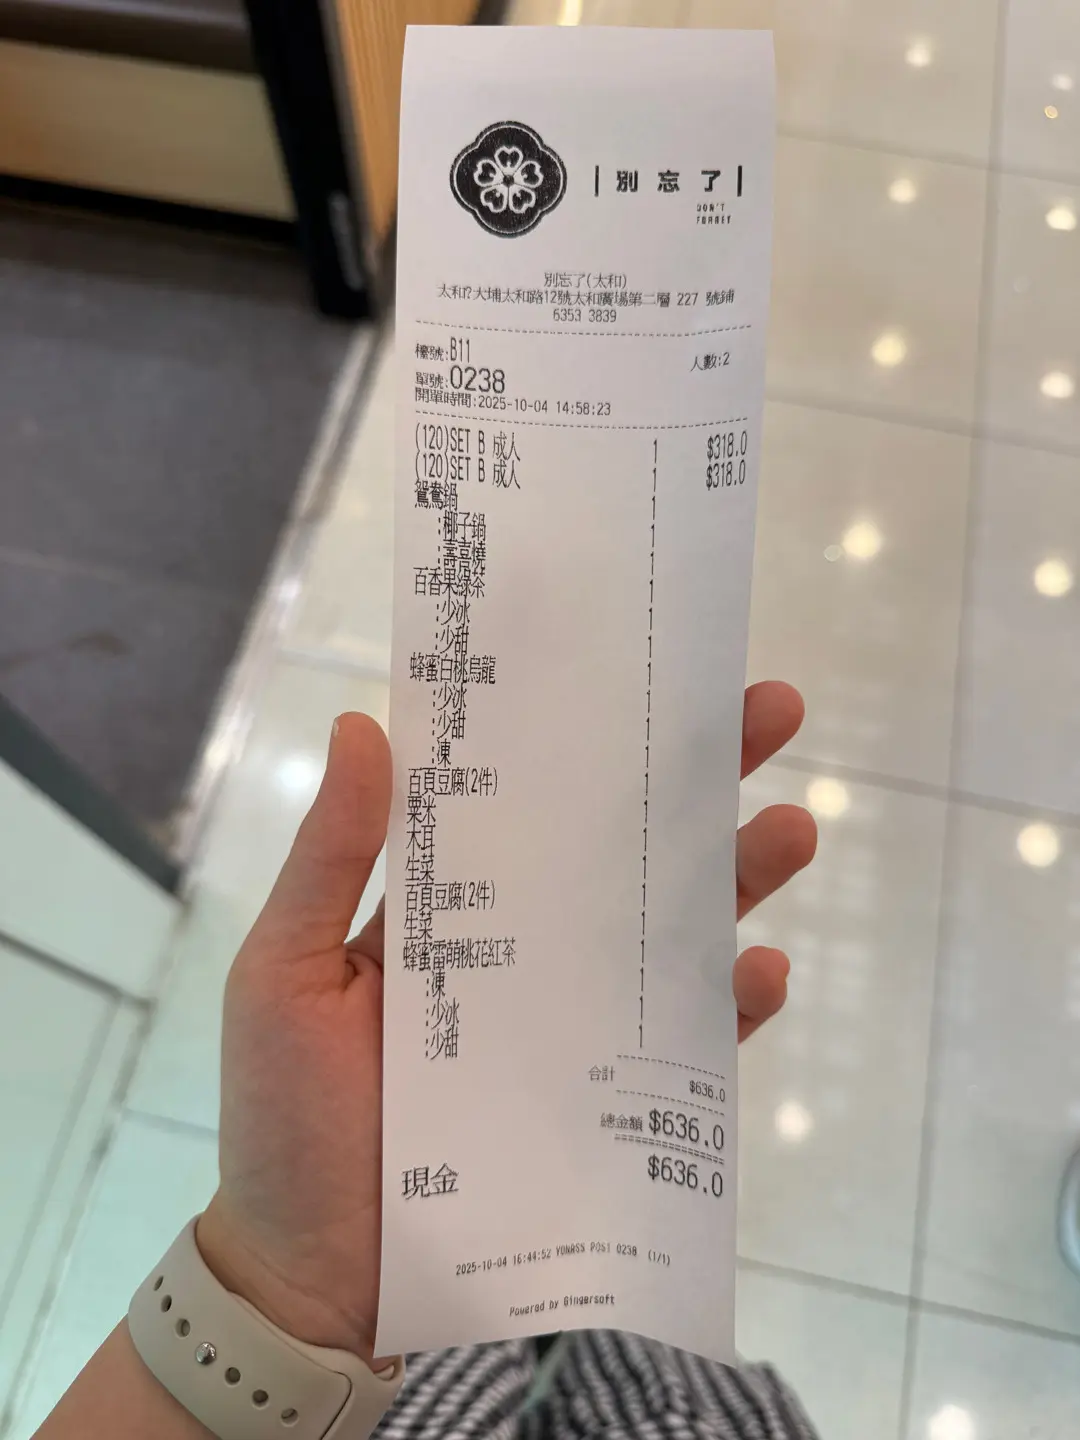 別忘了
DON'T
FORGET
別忘了(太和)
太和?大埔太和路12號太和廣場第二層 227 號鋪
6353 3839
檯號:B11
人數:2
單號:0238
開單時間:2025-10-04 14:58:23
(120)SET B 成人 1 $318.0
(120)SET B 成人 1 $318.0
鴛鴦鍋 1
:椰子鍋 1
:壽喜燒 1
百香果綠茶 1
:少冰 1
:少甜 1
蜂蜜白桃烏龍 1
:少冰 1
:少甜 1
:凍 1
百頁豆腐(2件) 1
粟米 1
木耳 1
生菜 1
百頁豆腐(2件) 1
生菜 1
蜂蜜雷萌桃花紅茶 1
:凍 1
:少冰 1
:少甜 1
合計 $636.0
總金額 $636.0
現金 $636.0
2025-10-04 16:44:52 POS1 0238 (1/1)
Powered by Gingersoft